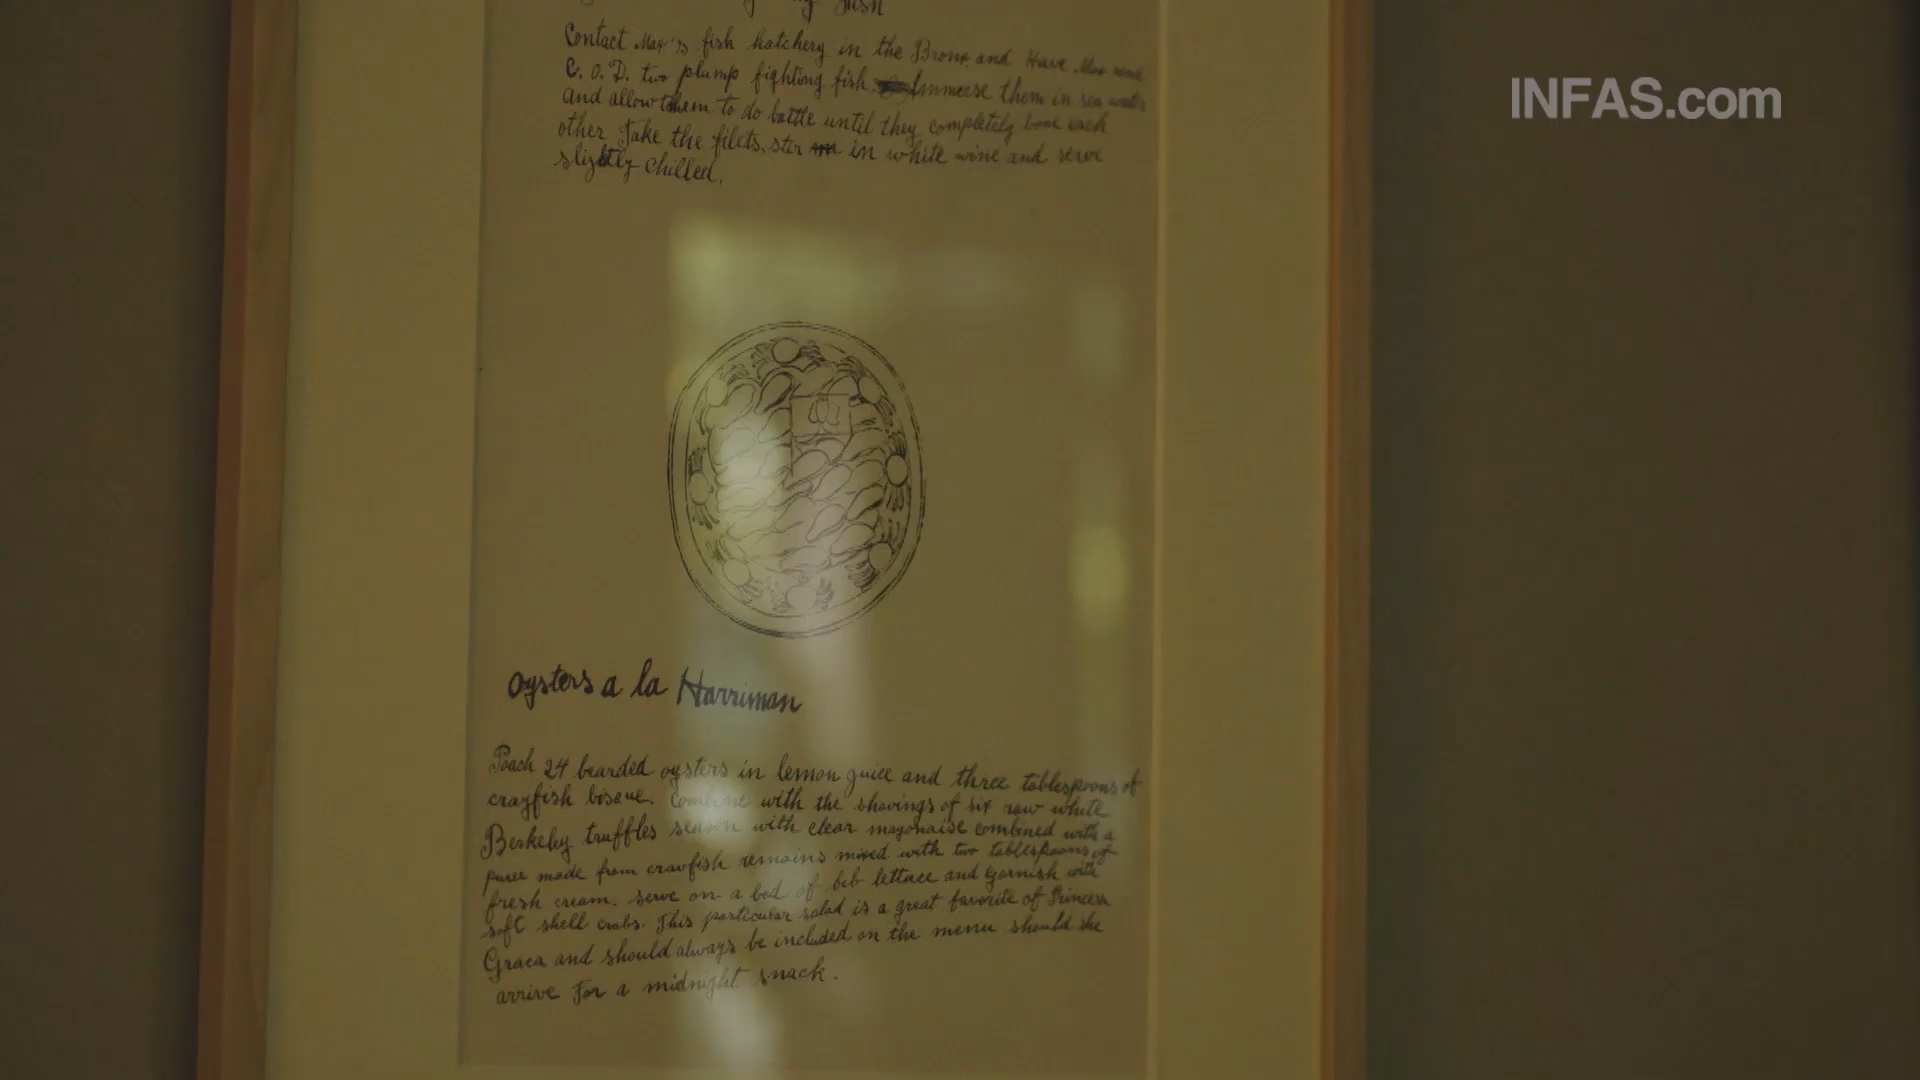 Fish
Contact Max's fish hatchery in the Bronx and Have Max send
C.O.D. two plump fighting fish. Immerse them in sea water
and allow them to do battle until they completely bone each
other Take the filets, stir in white wine and serve
slightly chilled.
INFAS.com
Oysters a la Harriman
Poach 24 bearded oysters in lemon juice and three tablespoons of
crayfish bisque. Combine with the shavings of six raw white
Berkeley truffles season with clear mayonaise combined with a
puree made from crawfish remains mixed with two tablespoons of
fresh cream. serve on a bed of bib lettace and garnish with
soft shell crabs. This particular salad is a great favorite of Princess
Graca and should always be included on the menu should she
arrive for a midnight snack.